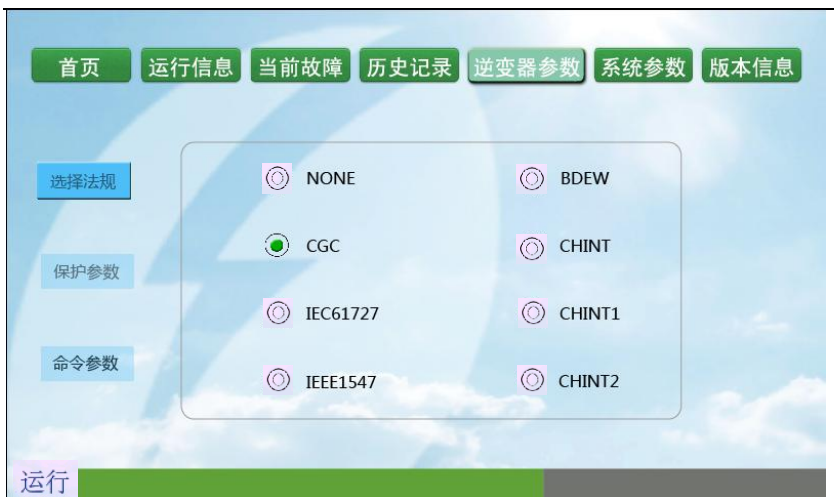 首页 运行信息 当前故障 历史记录 逆变器参数 系统参数 版本信息
选择法规 NONE BDEW
CGC CHINT
保护参数
IEC61727 CHINT1
命令参数
IEEE1547 CHINT2
运行